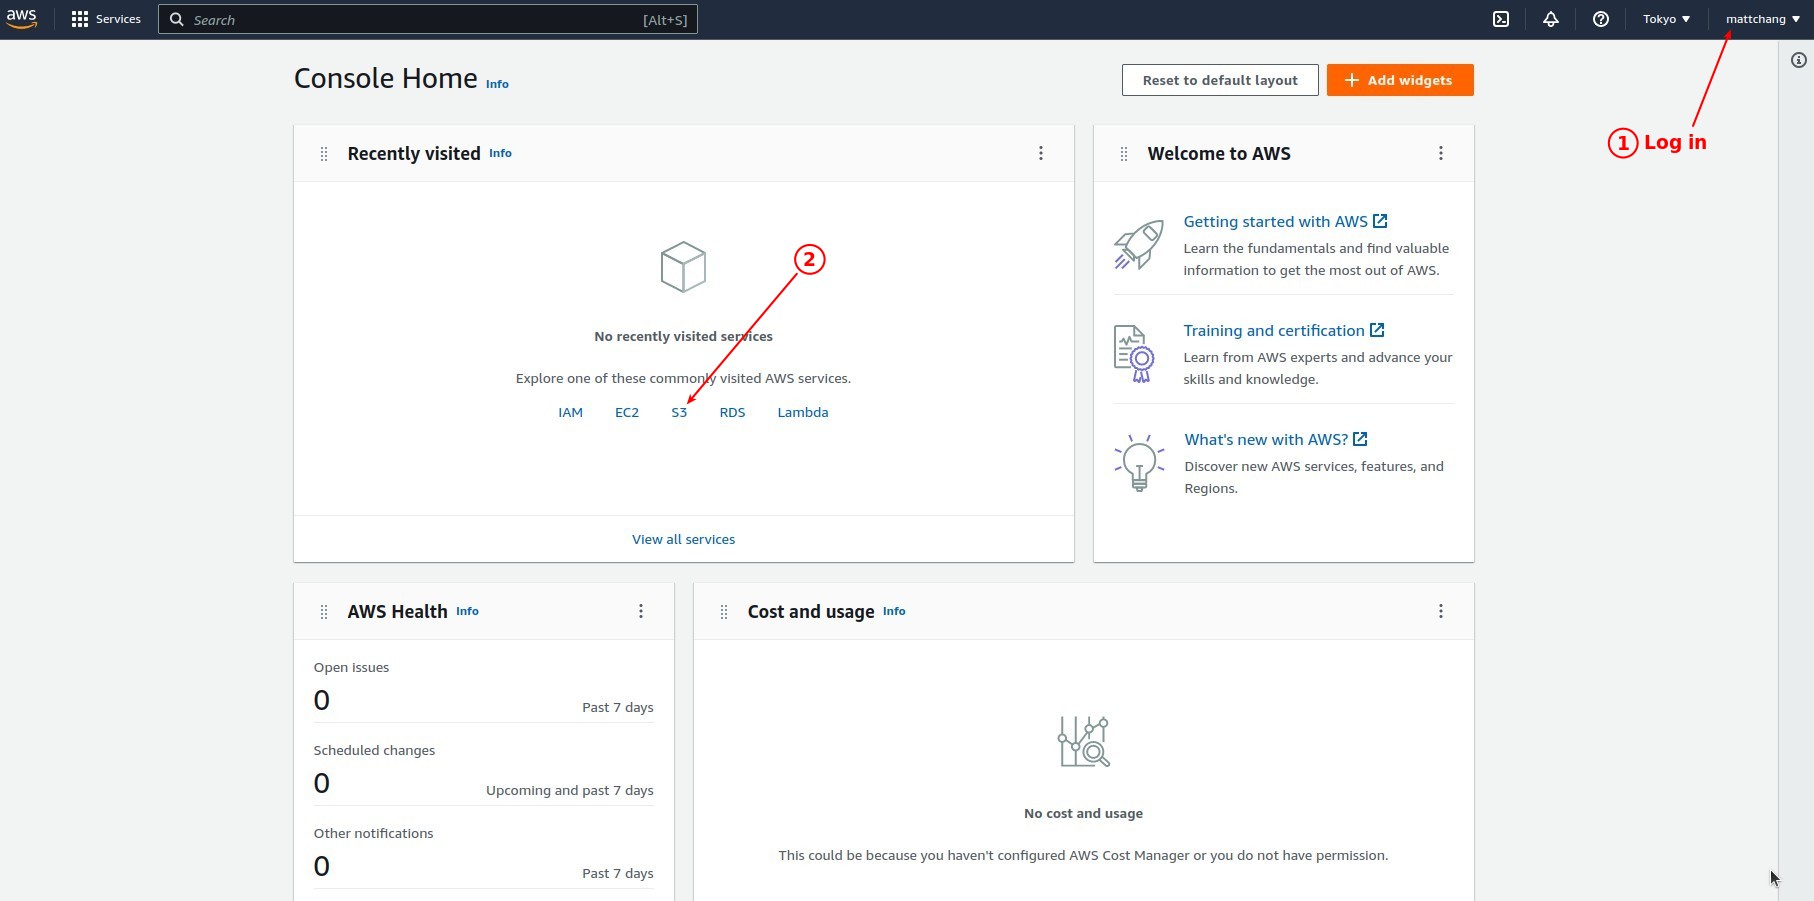 aws
Services
Search
[Alt+S]
Tokyo ▼
mattchang ▼
Console Home Info
Reset to default layout
+ Add widgets
1 Log in
Recently visited Info
2
No recently visited services
Explore one of these commonly visited AWS services.
IAM EC2 S3 RDS Lambda
View all services
Welcome to AWS
Getting started with AWS
Learn the fundamentals and find valuable
information to get the most out of AWS.
Training and certification
Learn from AWS experts and advance your
skills and knowledge.
What's new with AWS?
Discover new AWS services, features, and
Regions.
AWS Health Info
Open issues
0 Past 7 days
Scheduled changes
0 Upcoming and past 7 days
Other notifications
0 Past 7 days
Cost and usage Info
No cost and usage
This could be because you haven't configured AWS Cost Manager or you do not have permission.